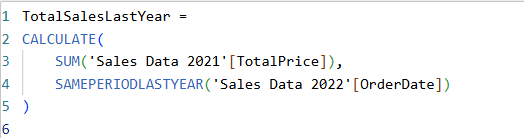 1 TotalSalesLastYear =
2 CALCULATE(
3 SUM('Sales Data 2021'[TotalPrice]),
4 SAMEPERIODLASTYEAR('Sales Data 2022'[OrderDate])
5 )
6